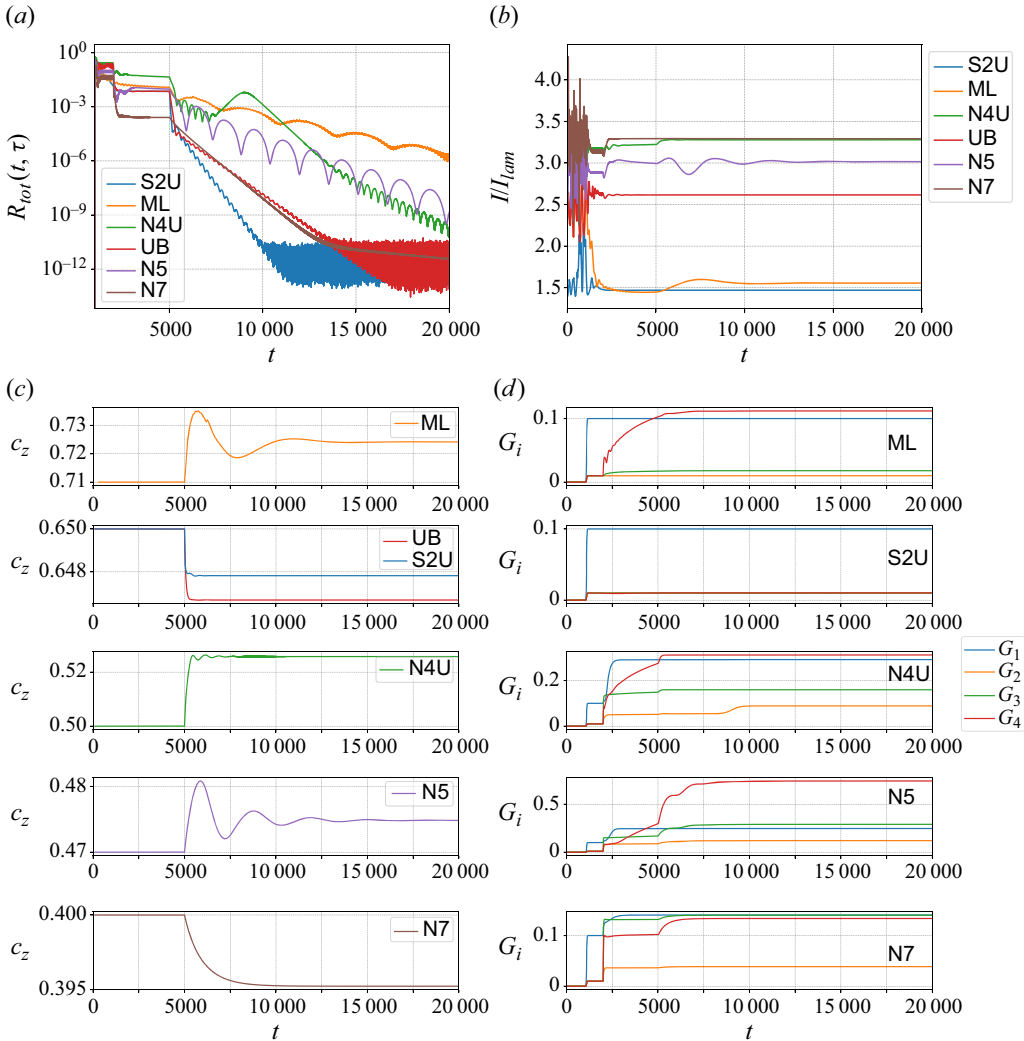 (a)
(b)
10^0
10^{-3}
10^{-6}
10^{-9}
10^{-12}
R_{tot}(t, τ)
S2U
ML
N4U
UB
N5
N7
5000
10 000
15 000
20 000
t
4.0
3.5
3.0
2.5
2.0
1.5
I/I_{lam}
0
5000
10 000
15 000
20 000
t
S2U
ML
N4U
UB
N5
N7
(c)
(d)
c_z
0.73
0.72
0.71
ML
0
5000
10 000
15 000
20 000
G_i
0.1
0
ML
0
5000
10 000
15 000
20 000
c_z
0.650
0.648
UB
S2U
0
5000
10 000
15 000
20 000
G_i
0.1
0
S2U
0
5000
10 000
15 000
20 000
c_z
0.52
0.50
N4U
0
5000
10 000
15 000
20 000
G_i
0.2
0
N4U
0
5000
10 000
15 000
20 000
G_1
G_2
G_3
G_4
c_z
0.48
0.47
N5
0
5000
10 000
15 000
20 000
G_i
0.5
0
N5
0
5000
10 000
15 000
20 000
c_z
0.400
0.395
N7
0
5000
10 000
15 000
20 000
t
G_i
0.1
0
N7
0
5000
10 000
15 000
20 000
t